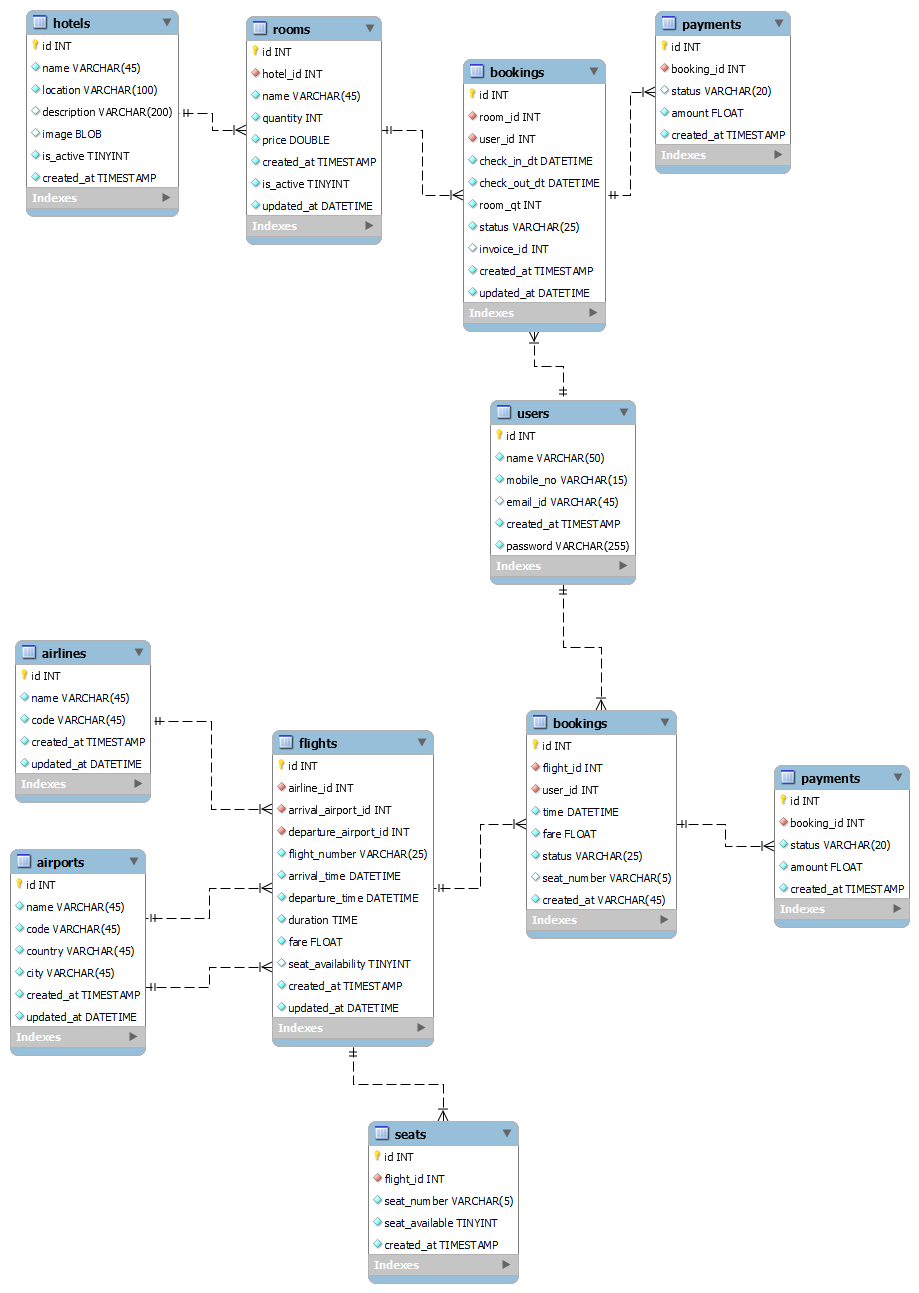 hotels
id INT
name VARCHAR(45)
location VARCHAR(100)
description VARCHAR(200)
image BLOB
is_active TINYINT
created_at TIMESTAMP
Indexes
rooms
id INT
hotel_id INT
name VARCHAR(45)
quantity INT
price DOUBLE
created_at TIMESTAMP
is_active TINYINT
updated_at DATETIME
Indexes
bookings
id INT
room_id INT
user_id INT
check_in_dt DATETIME
check_out_dt DATETIME
room_qt INT
status VARCHAR(25)
invoice_id INT
created_at TIMESTAMP
updated_at DATETIME
Indexes
payments
id INT
booking_id INT
status VARCHAR(20)
amount FLOAT
created_at TIMESTAMP
Indexes
users
id INT
name VARCHAR(50)
mobile_no VARCHAR(15)
email_id VARCHAR(45)
created_at TIMESTAMP
password VARCHAR(255)
Indexes
airlines
id INT
name VARCHAR(45)
code VARCHAR(45)
created_at TIMESTAMP
updated_at DATETIME
Indexes
airports
id INT
name VARCHAR(45)
code VARCHAR(45)
country VARCHAR(45)
city VARCHAR(45)
created_at TIMESTAMP
updated_at DATETIME
Indexes
flights
id INT
airline_id INT
arrival_airport_id INT
departure_airport_id INT
flight_number VARCHAR(25)
arrival_time DATETIME
departure_time DATETIME
duration TIME
fare FLOAT
seat_availability TINYINT
created_at TIMESTAMP
updated_at DATETIME
Indexes
bookings
id INT
flight_id INT
user_id INT
time DATETIME
fare FLOAT
status VARCHAR(25)
seat_number VARCHAR(5)
created_at VARCHAR(45)
Indexes
payments
id INT
booking_id INT
status VARCHAR(20)
amount FLOAT
created_at TIMESTAMP
Indexes
seats
id INT
flight_id INT
seat_number VARCHAR(5)
seat_available TINYINT
created_at TIMESTAMP
Indexes